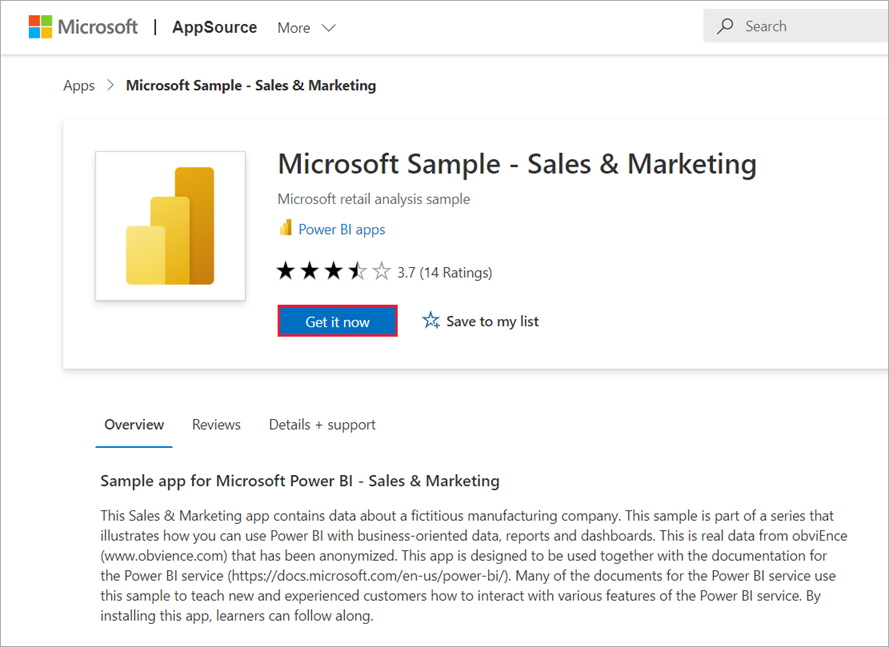 Microsoft | AppSource More Search
Apps > Microsoft Sample - Sales & Marketing
Microsoft Sample - Sales & Marketing
Microsoft retail analysis sample
Power BI apps
3.7 (14 Ratings)
Get it now Save to my list
Overview Reviews Details + support
Sample app for Microsoft Power BI - Sales & Marketing
This Sales & Marketing app contains data about a fictitious manufacturing company. This sample is part of a series that
illustrates how you can use Power BI with business-oriented data, reports and dashboards. This is real data from obviEnce
(www.obvience.com) that has been anonymized. This app is designed to be used together with the documentation for
the Power BI service (https://docs.microsoft.com/en-us/power-bi/). Many of the documents for the Power BI service use
this sample to teach new and experienced customers how to interact with various features of the Power BI service. By
installing this app, learners can follow along.